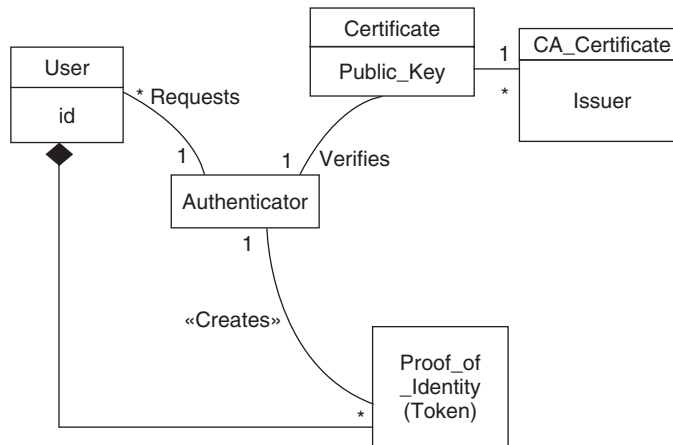 Certificate
Public_Key
1
*
CA_Certificate
Issuer
User
id
* Requests
1
1
Verifies
Authenticator
1
«Creates»
*
Proof_of
_Identity
(Token)